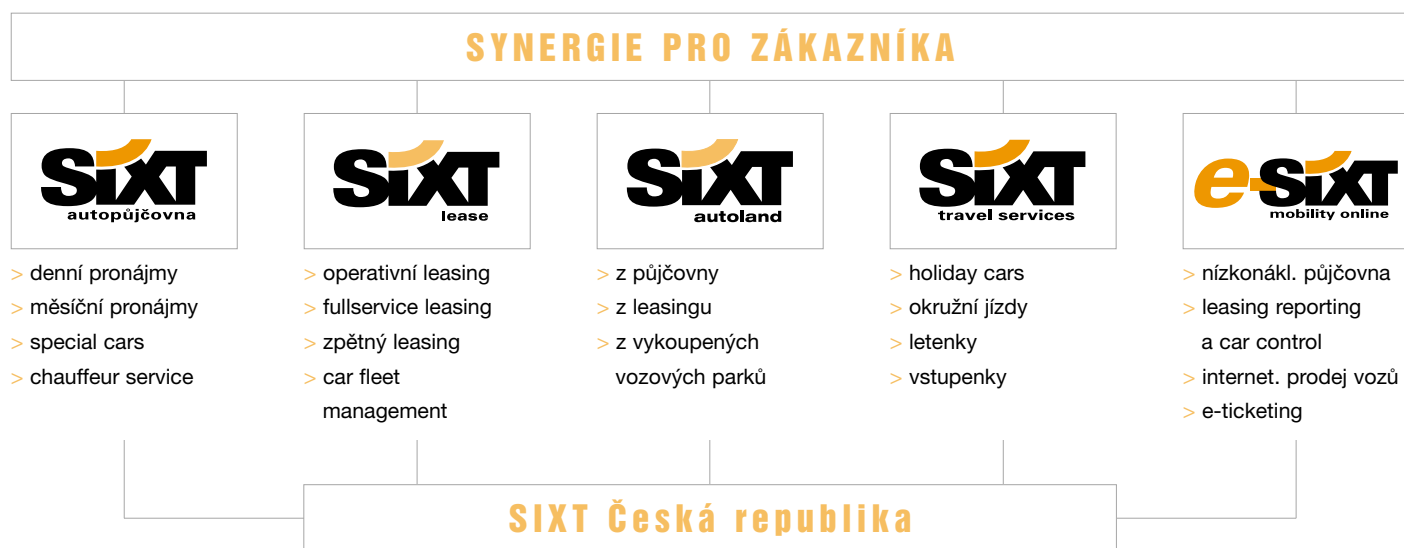 SYNERGIE PRO ZÁKAZNÍKA
SIXT
autopůjčovna
> denní pronájmy
> měsíční pronájmy
> special cars
> chauffeur service
SIXT
lease
> operativní leasing
> fullservice leasing
> zpětný leasing
> car fleet
management
SIXT
autoland
> z půjčovny
> z leasingu
> z vykoupených
vozových parků
SIXT
travel services
> holiday cars
> okružní jízdy
> letenky
> vstupenky
e-SIXT
mobility online
> nízkonákl. půjčovna
> leasing reporting
a car control
> internet. prodej vozů
> e-ticketing
SIXT Česká republika